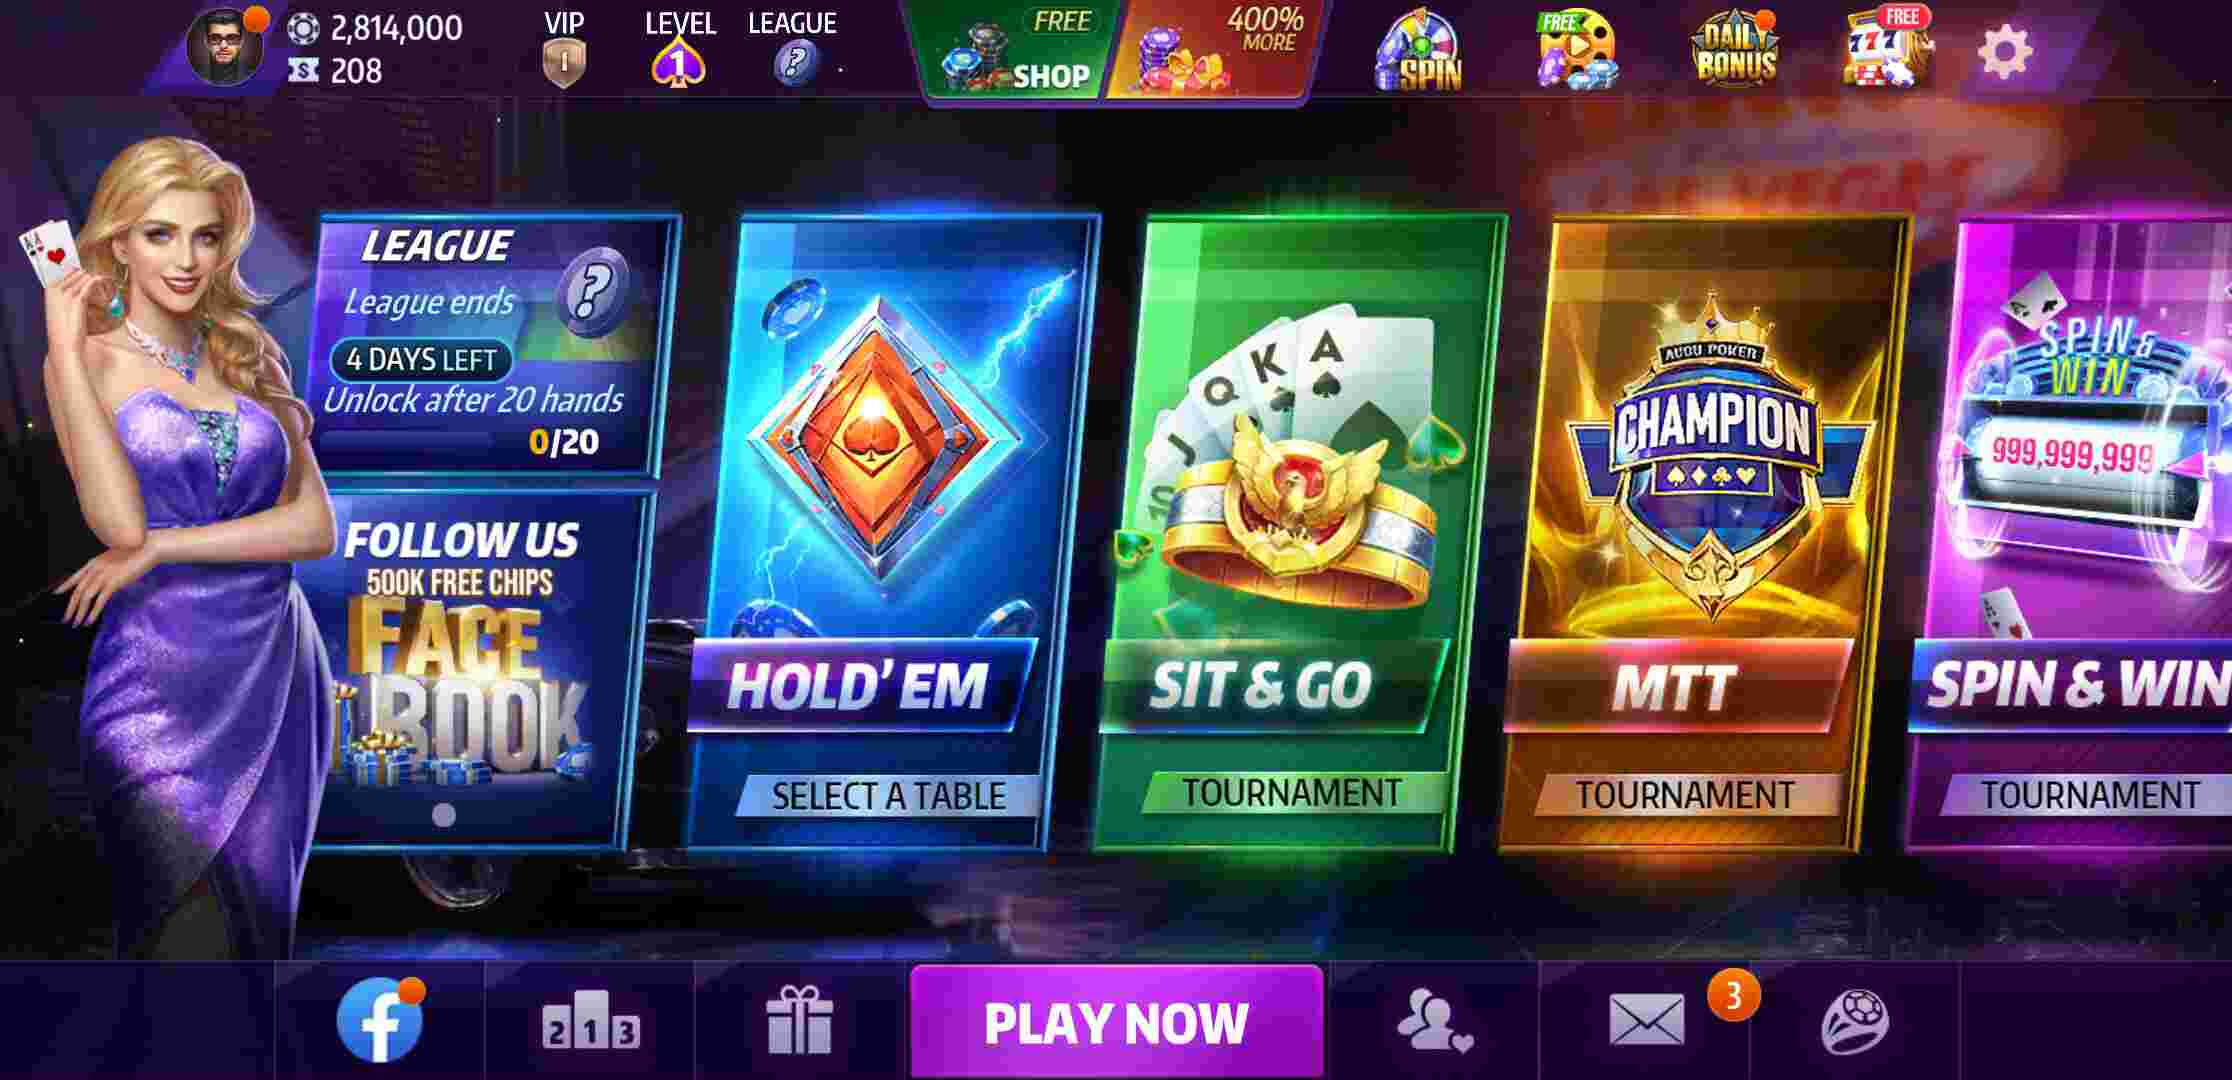 2,814,000
208
VIP
1
LEVEL
1
LEAGUE
?
FREE
SHOP
400%
MORE
SPIN
FREE
DAILY
BONUS
FREE
777
LEAGUE
League ends
?
4 DAYS LEFT
Unlock after 20 hands
0/20
FOLLOW US
500K FREE CHIPS
FACE
BOOK
HOLD'EM
SELECT A TABLE
10 J Q K A
SIT & GO
TOURNAMENT
CHAMPION
MTT
TOURNAMENT
SPIN &
WIN
999,999,999
SPIN & WIN
TOURNAMENT
2 1 3
PLAY NOW
3